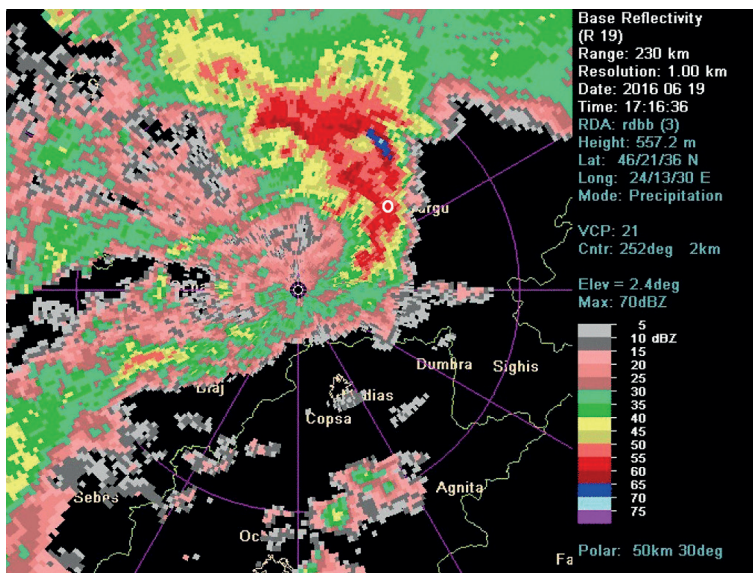 Base Reflectivity
(R 19)
Range: 230 km
Resolution: 1.00 km
Date: 2016 06 19
Time: 17:16:36
RDA: rdbb (3)
Height: 557.2 m
Lat: 46/21/36 N
Long: 24/13/30 E
Mode: Precipitation
VCP: 21
Cntr: 252deg 2km
Elev = 2.4deg
Max: 70dBZ
5
10 dBZ
15
20
25
30
35
40
45
50
55
60
65
70
75
Polar: 50km 30deg
Dumbra
Sighis
Copsa
Agnita
Sebes
Oc
Fa